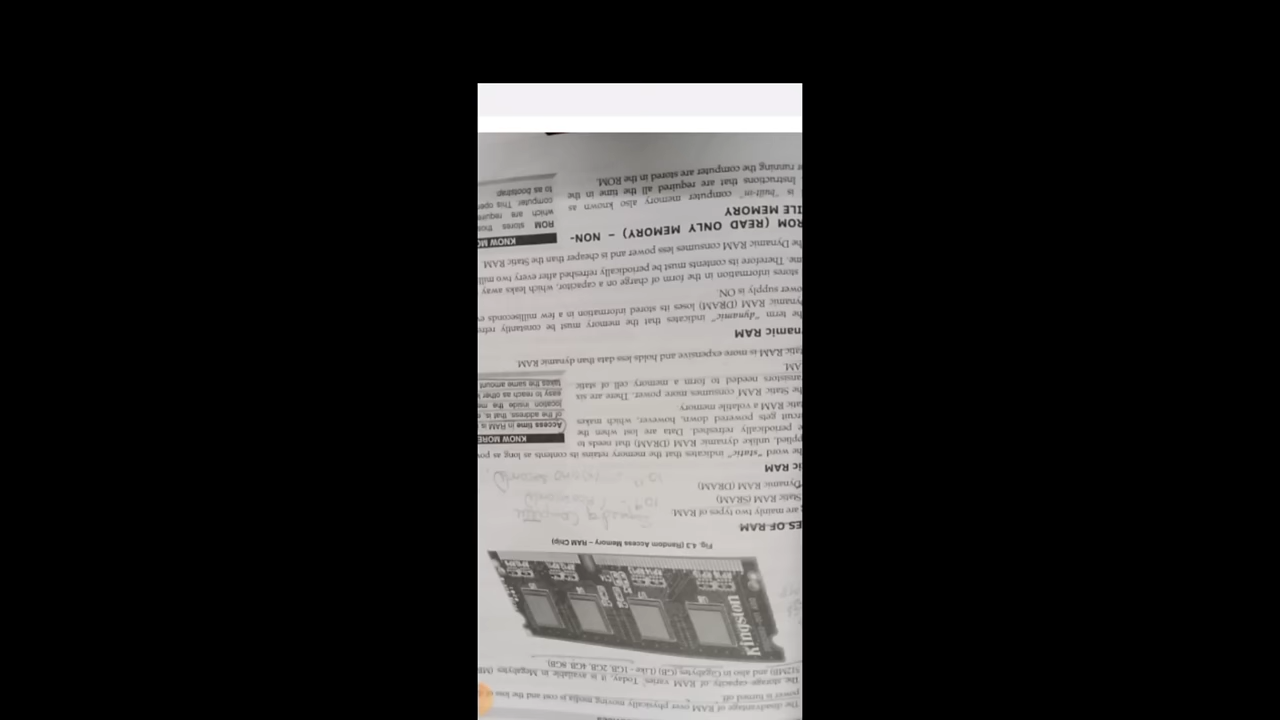 The disadvantage of RAM over physically moving media is cost and the loss of
power is turned off.
The storage capacity of RAM varies. Today, it is available in Megabytes (MB
512MB) and also in Gigabytes (GB) (Like - 1GB, 2GB, 4GB, 8GB).
Kingston
Fig. 4.3 (Random Access Memory – RAM Chip)
ES OF RAM
are mainly two types of RAM.
Static RAM (SRAM)
Dynamic RAM (DRAM)
Speed of
ic RAM
he word "static" indicates that the memory retains its contents as long as pow
pplied, unlike dynamic RAM (DRAM) that needs to
e periodically refreshed. Data are lost when the
rcuit gets powered down, however, which makes
tatic RAM a volatile memory.
he Static RAM consumes more power. There are six
ansistors needed to form a memory cell of static
AM.
tatic RAM is more expensive and holds less data than dynamic RAM.
KNOW MORE
Access time in RAM is i
of the address, that is, e
location inside the me
easy to reach as other l
takes the same amount
namic RAM
he term "dynamic" indicates that the memory must be constantly refre
ynamic RAM (DRAM) loses its stored information in a few milliseconds ev
ower supply is ON.
stores information in the form of charge on a capacitor, which leaks away
me. Therefore its contents must be periodically refreshed after every two milli
he Dynamic RAM consumes less power and is cheaper than the Static RAM.
ROM (READ ONLY MEMORY) – NON-
ILE MEMORY
is "built-in" computer memory also known as
Instructions that are required all the time in the
r running the computer are stored in the ROM.
KNOW MO
ROM stores thos
which are require
computer. This oper
to as bootstrap.